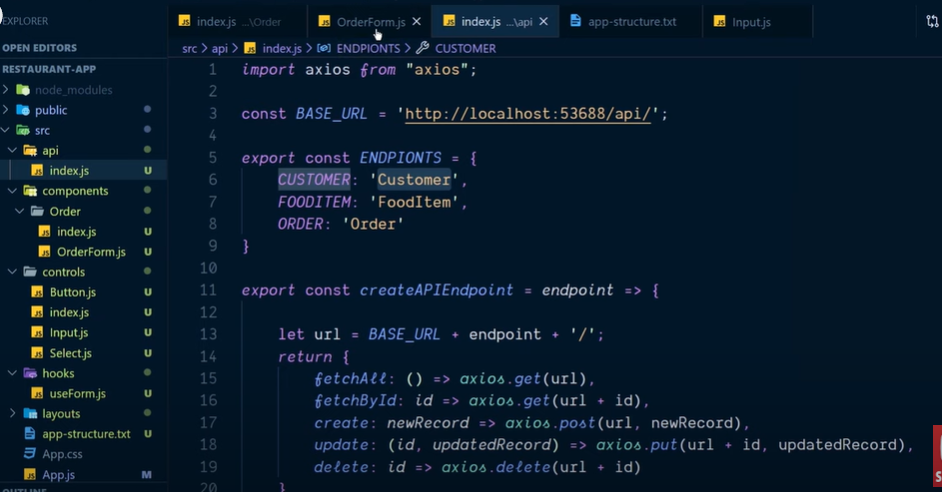 EXPLORER
OPEN EDITORS
RESTAURANT-APP
node_modules
public
src
api
index.js U
components
Order
index.js U
OrderForm.js U
controls
Button.js U
index.js U
Input.js U
Select.js U
hooks
useForm.js U
layouts
app-structure.txt U
App.css
App.js M
index.js ...\Order
OrderForm.js
index.js ...\api
app-structure.txt
Input.js
src > api > index.js > ENDPIONTS > CUSTOMER
1 import axios from "axios";
2
3 const BASE_URL = 'http://localhost:53688/api/';
4
5 export const ENDPIONTS = {
6 CUSTOMER: 'Customer',
7 FOODITEM: 'FoodItem',
8 ORDER: 'Order'
9 }
10
11 export const createAPIEndpoint = endpoint => {
12
13 let url = BASE_URL + endpoint + '/';
14 return {
15 fetchAll: () => axios.get(url),
16 fetchById: id => axios.get(url + id),
17 create: newRecord => axios.post(url, newRecord),
18 update: (id, updatedRecord) => axios.put(url + id, updatedRecord),
19 delete: id => axios.delete(url + id)
20 }